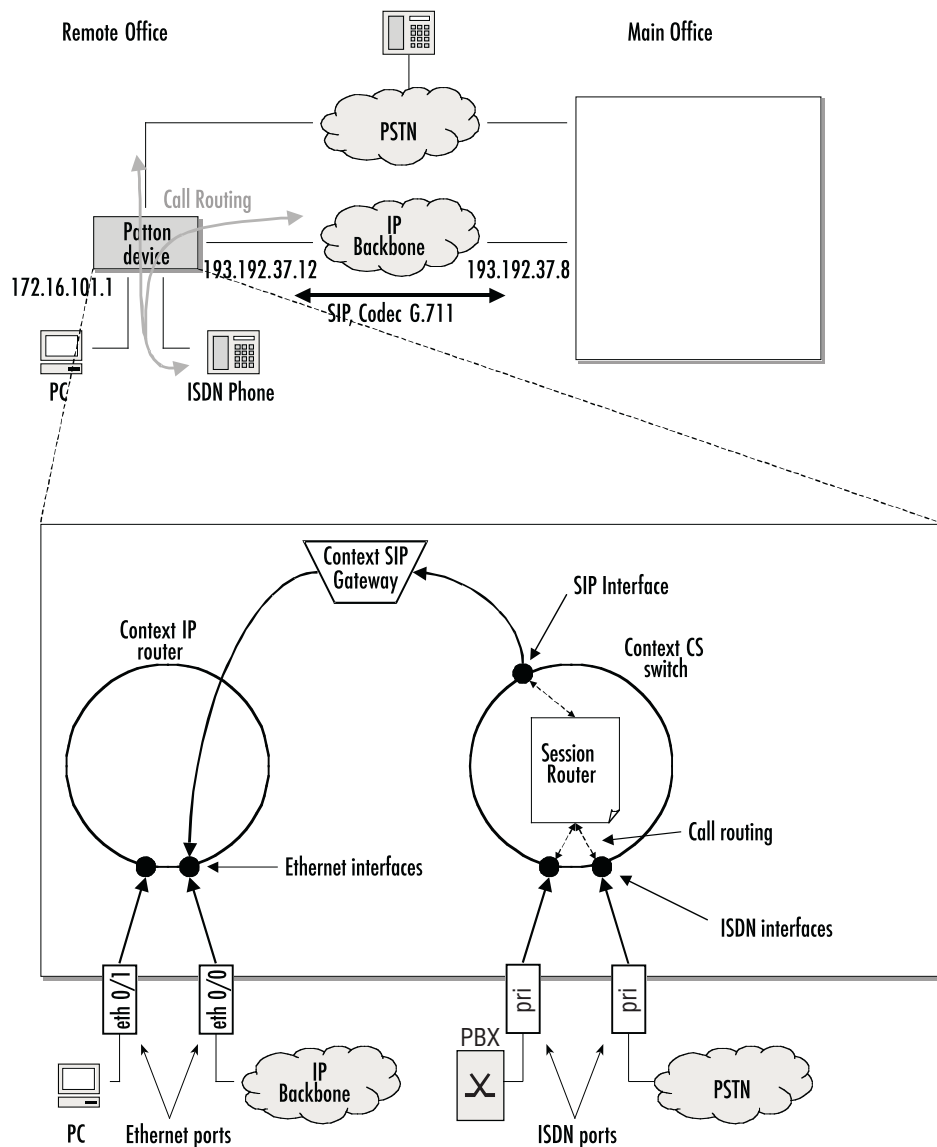 Remote Office
Main Office
PSTN
Call Routing
Patton
device
IP
Backbone
193.192.37.12
193.192.37.8
172.16.101.1
SIP, Codec G.711
PC
ISDN Phone
Context SIP
Gateway
SIP Interface
Context IP
router
Context CS
switch
Session
Router
Call routing
Ethernet interfaces
ISDN interfaces
eth 0/1
eth 0/0
pri
pri
PBX
IP
Backbone
PSTN
PC
Ethernet ports
ISDN ports